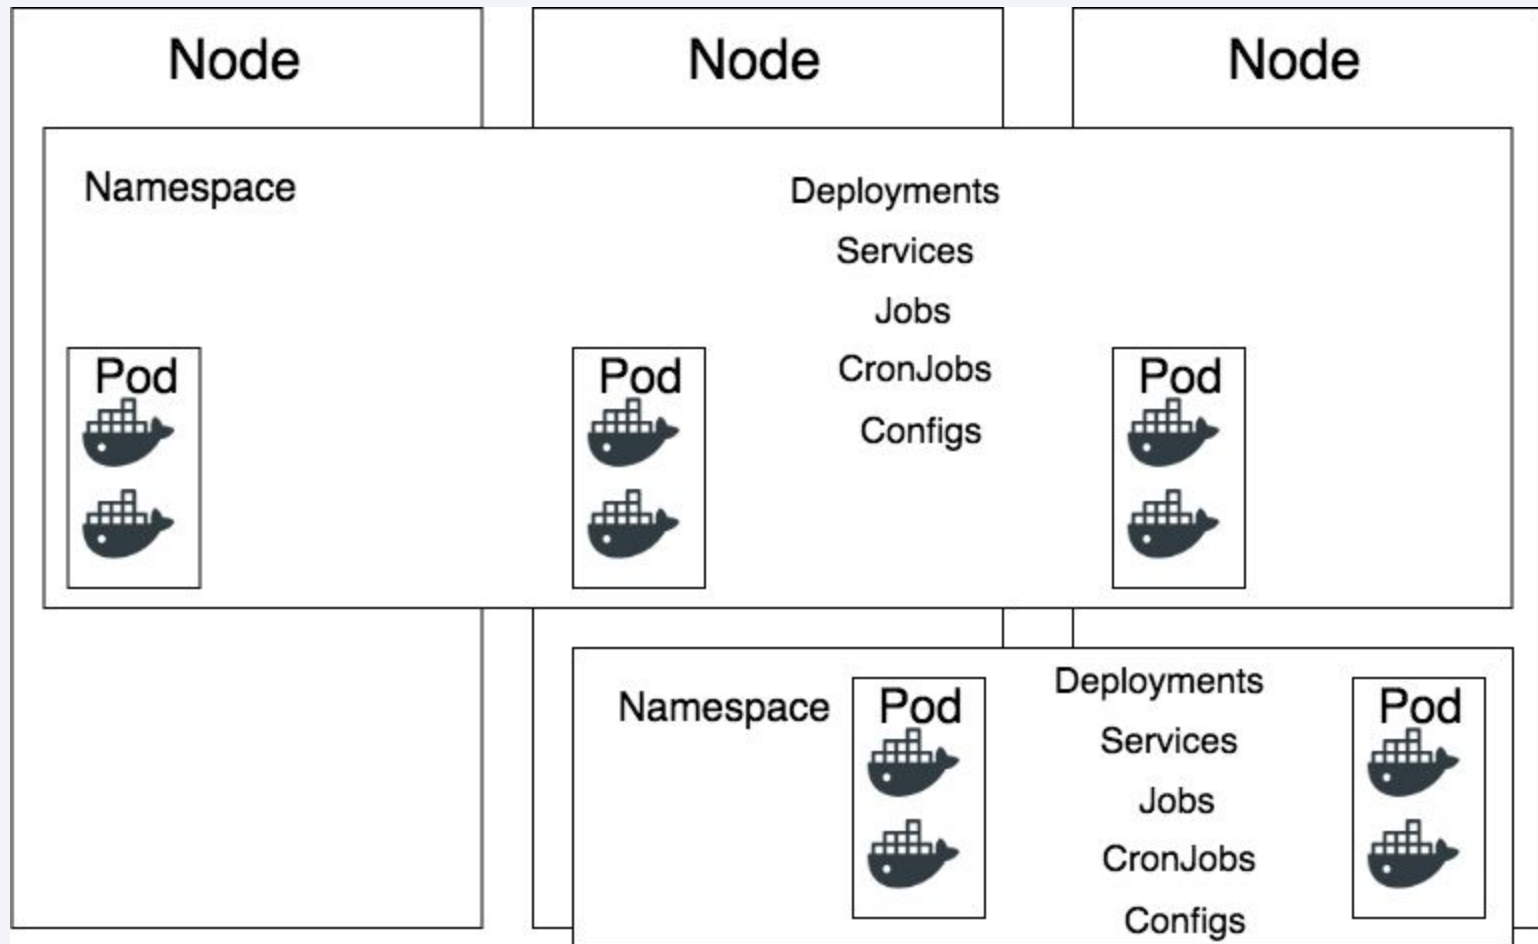 Node
Node
Node
Namespace
Deployments
Services
Jobs
CronJobs
Configs
Pod
Pod
Pod
Namespace
Pod
Deployments
Services
Jobs
CronJobs
Configs
Pod